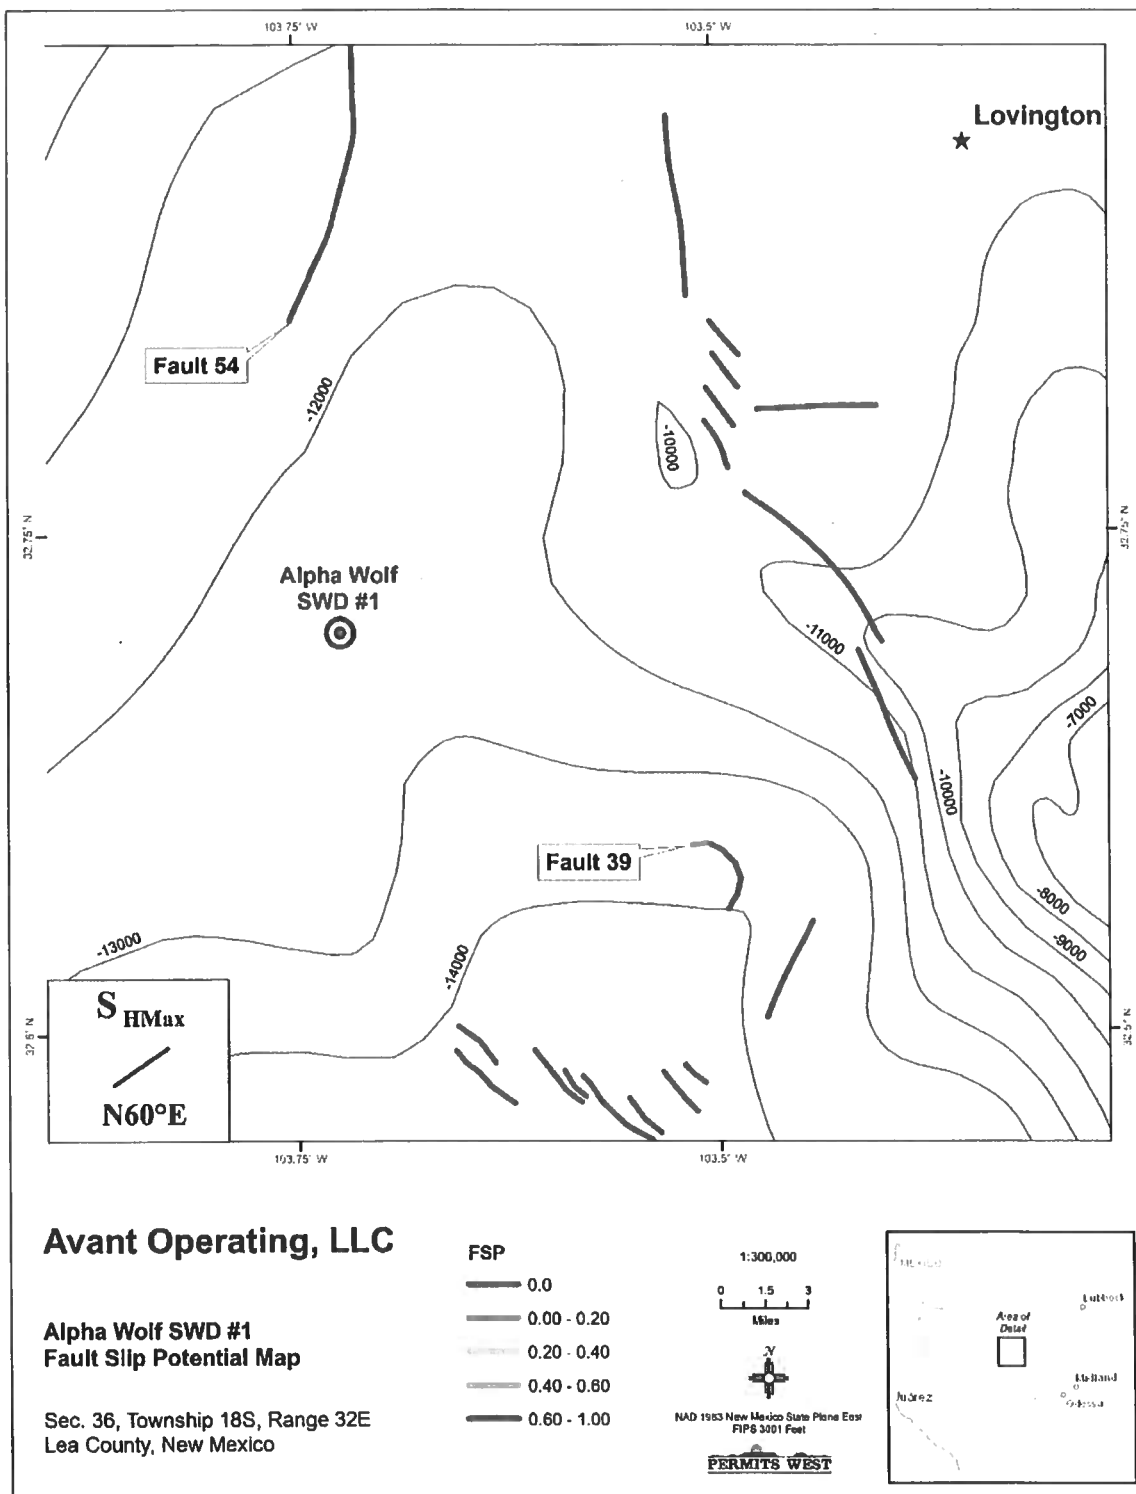 103.75° W
103.5° W
Lovington
Fault 54
-12000
-10000
32.75° N
32.75° N
Alpha Wolf
SWD #1
-11000
-7000
-10000
Fault 39
-8000
-9000
-13000
-14000
S HMax
N60°E
32.5° N
32.5° N
103.75° W
103.5° W
Avant Operating, LLC
Alpha Wolf SWD #1
Fault Slip Potential Map
Sec. 36, Township 18S, Range 32E
Lea County, New Mexico
FSP
0.0
0.00 - 0.20
0.20 - 0.40
0.40 - 0.60
0.60 - 1.00
1:300,000
0 1.5 3
Miles
N
NAD 1983 New Mexico State Plane East
FIPS 3001 Feet
PERMITS WEST
Lubbock
Area of
Detail
Midland
Odessa
Juárez